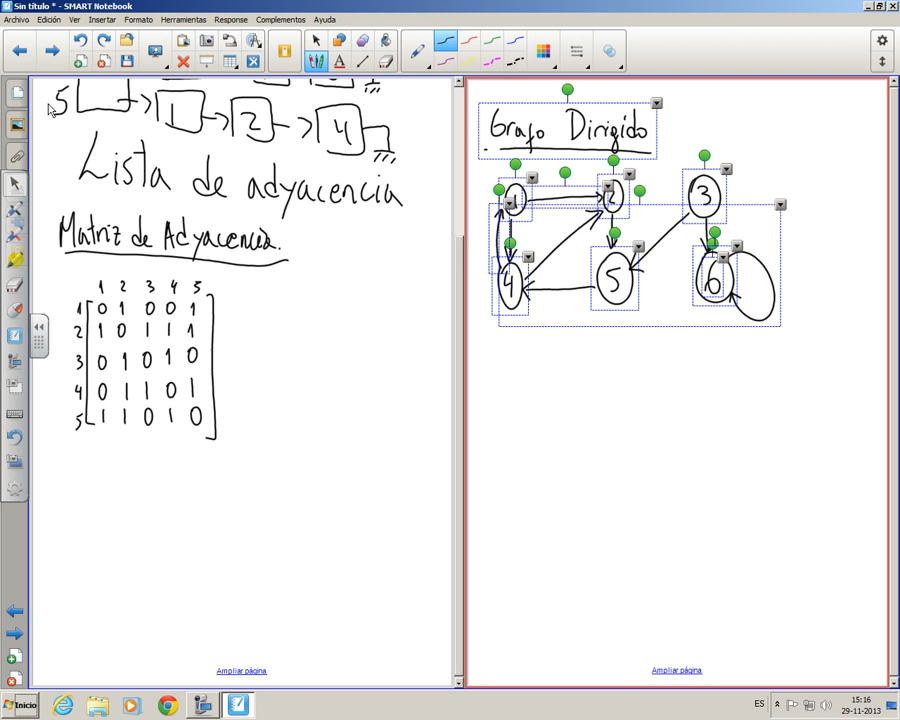 Sin título * - SMART Notebook
Archivo Edición Ver Insertar Formato Herramientas Response Complementos Ayuda
5 1 2 4
Lista de adyacencia
Matriz de Adyacencia.
1 2 3 4 5
1 0 1 0 0 1
2 1 0 1 1 1
3 0 1 0 1 0
4 0 1 1 0 1
5 1 1 0 1 0
Ampliar página
Grafo Dirigido
1 2 3
4 5 6
Ampliar página
Inicio
ES
15:16
29-11-2013